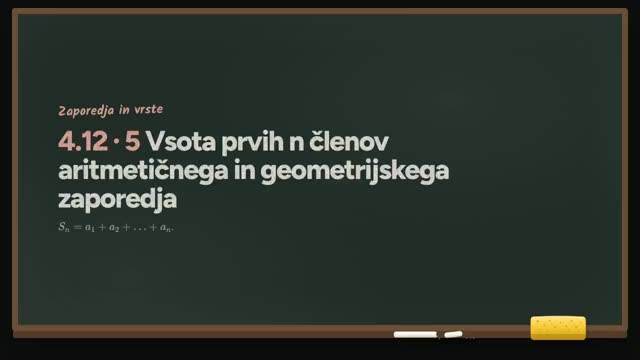 Zaporedja in vrste
4.12 · 5 Vsota prvih n členov
aritmetičnega in geometrijskega
zaporedja
Sₙ = a₁ + a₂ + … + aₙ.